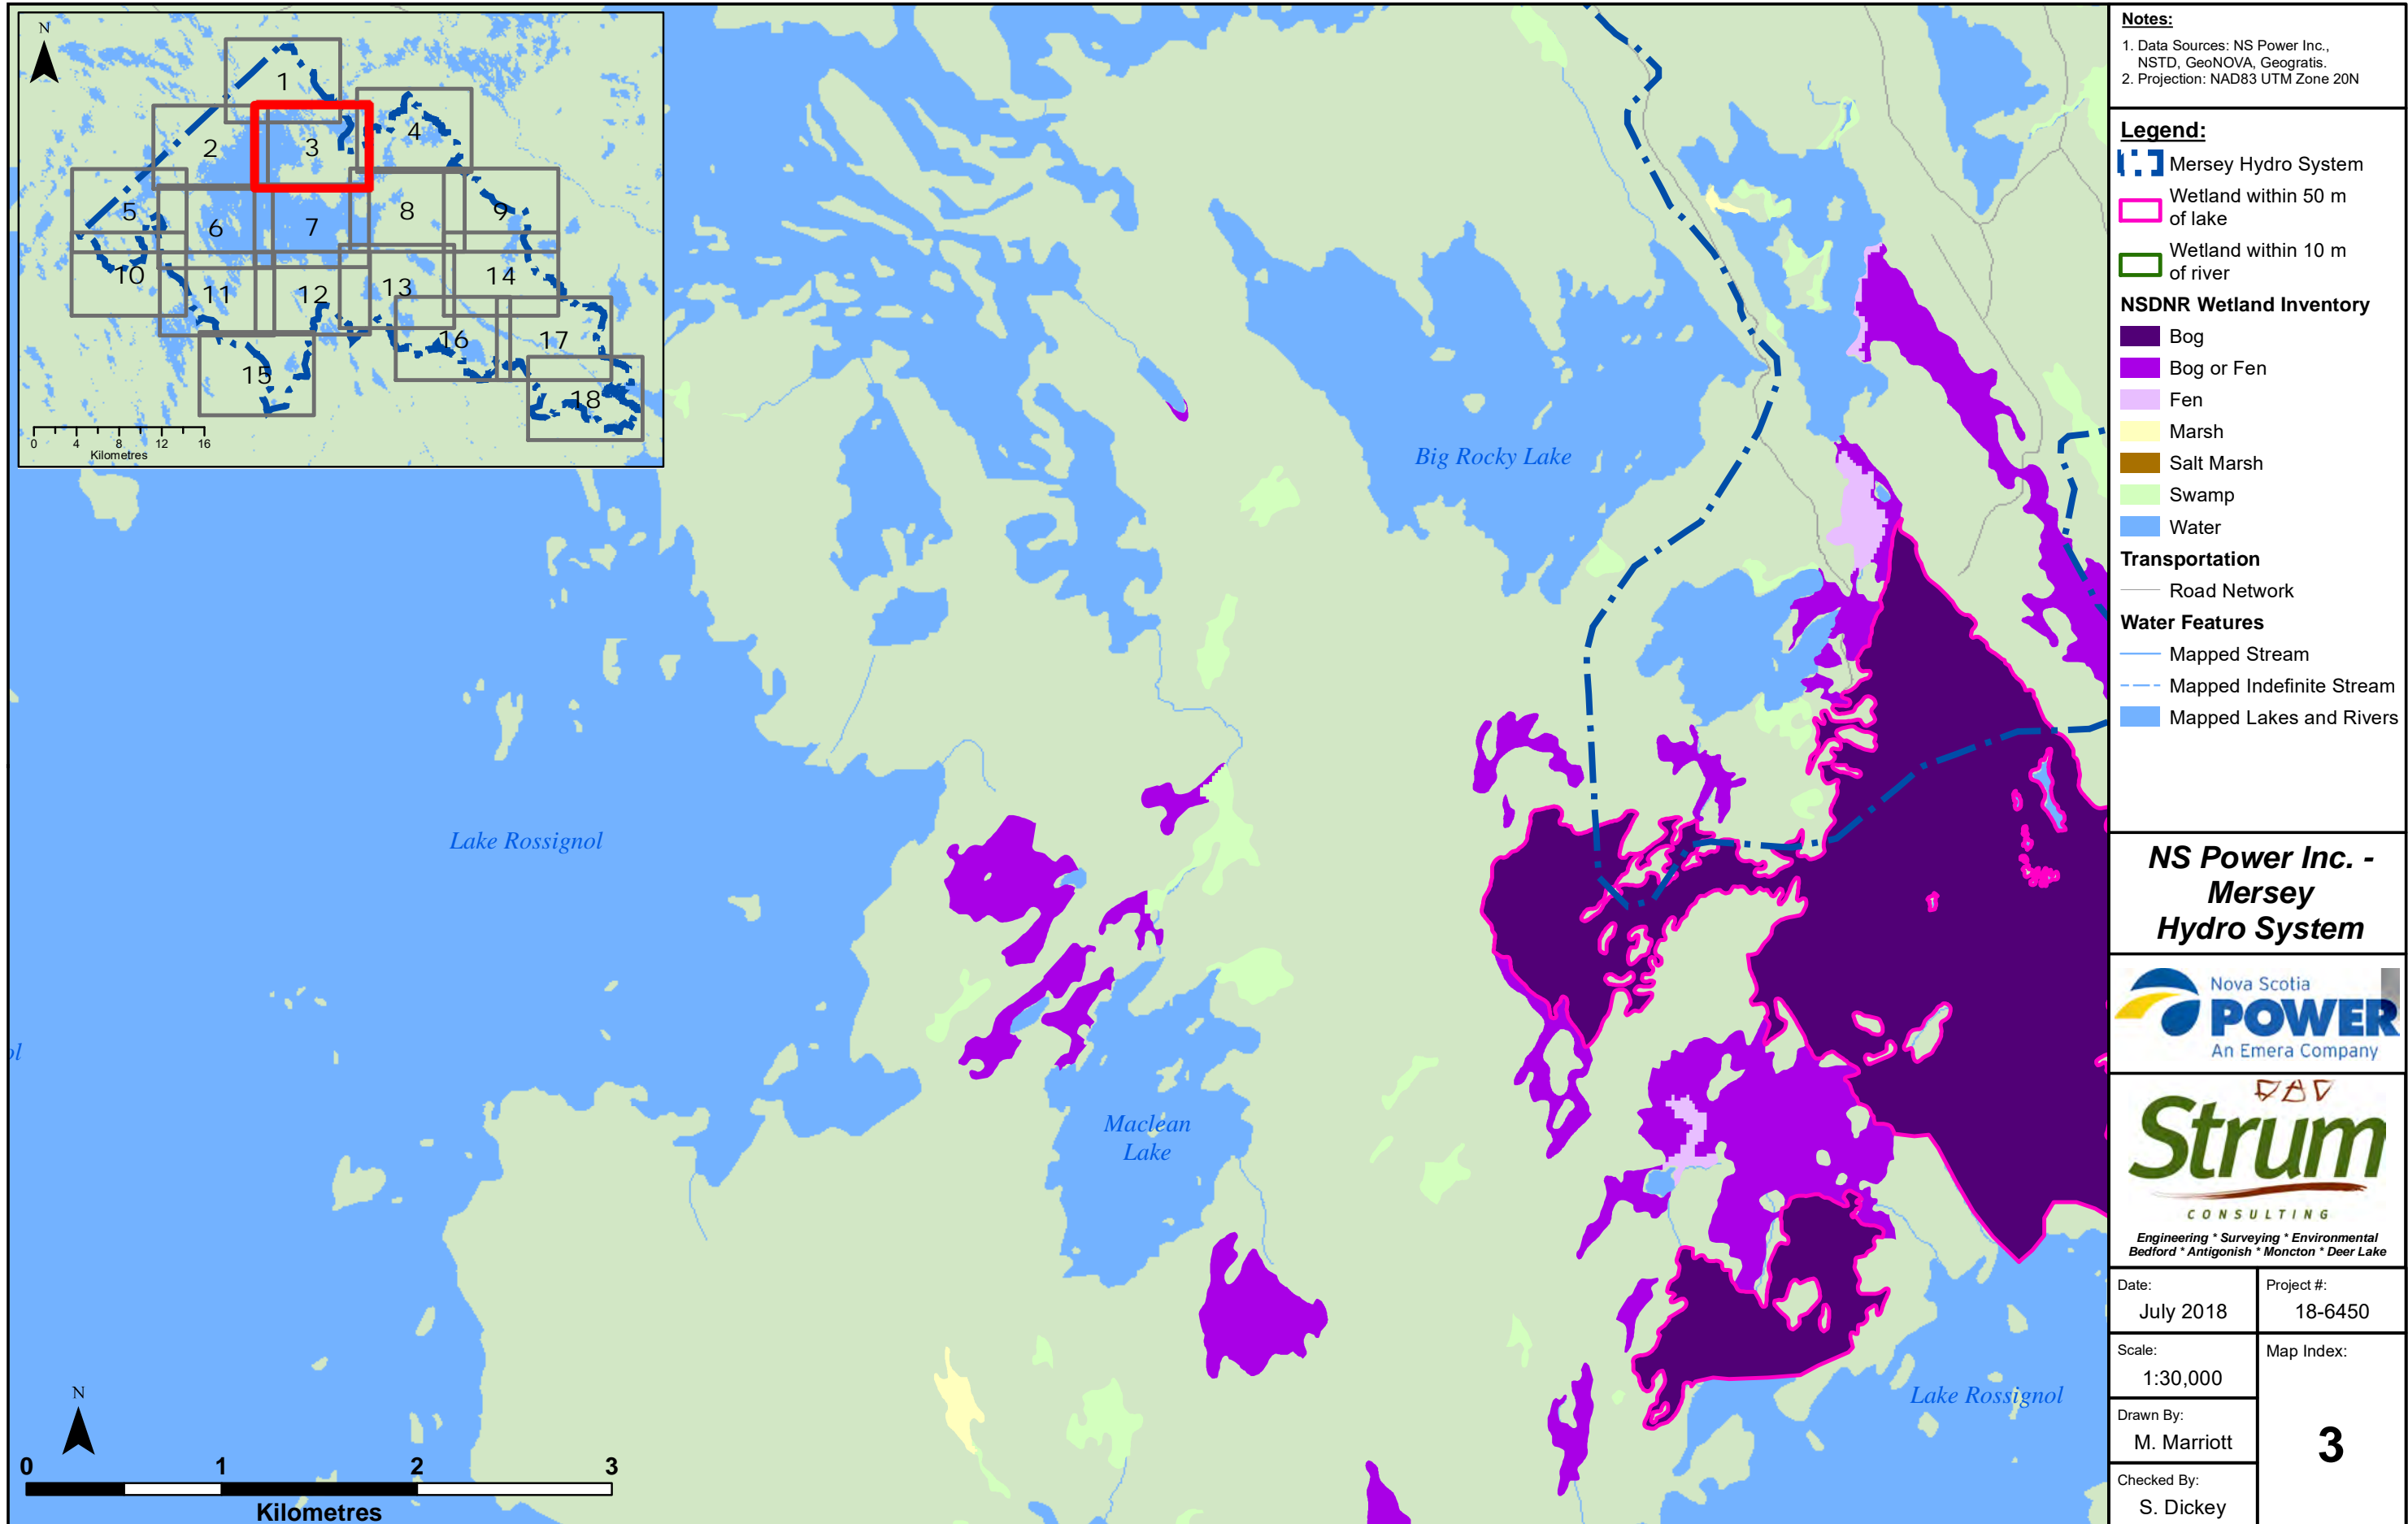 N
1
2
3
4
5
6
7
8
9
10
11
12
13
14
15
16
17
18
0 4 8 12 16
Kilometres
Big Rocky Lake
Lake Rossignol
ol
Maclean
Lake
Lake Rossignol
N
0 1 2 3
Kilometres
Notes:
1. Data Sources: NS Power Inc.,
NSTD, GeoNOVA, Geogratis.
2. Projection: NAD83 UTM Zone 20N
Legend:
Mersey Hydro System
Wetland within 50 m
of lake
Wetland within 10 m
of river
NSDNR Wetland Inventory
Bog
Bog or Fen
Fen
Marsh
Salt Marsh
Swamp
Water
Transportation
Road Network
Water Features
Mapped Stream
Mapped Indefinite Stream
Mapped Lakes and Rivers
NS Power Inc. -
Mersey
Hydro System
Nova Scotia
POWER
An Emera Company
Strum
CONSULTING
Engineering * Surveying * Environmental
Bedford * Antigonish * Moncton * Deer Lake
Date:
July 2018
Project #:
18-6450
Scale:
1:30,000
Map Index:
3
Drawn By:
M. Marriott
Checked By:
S. Dickey